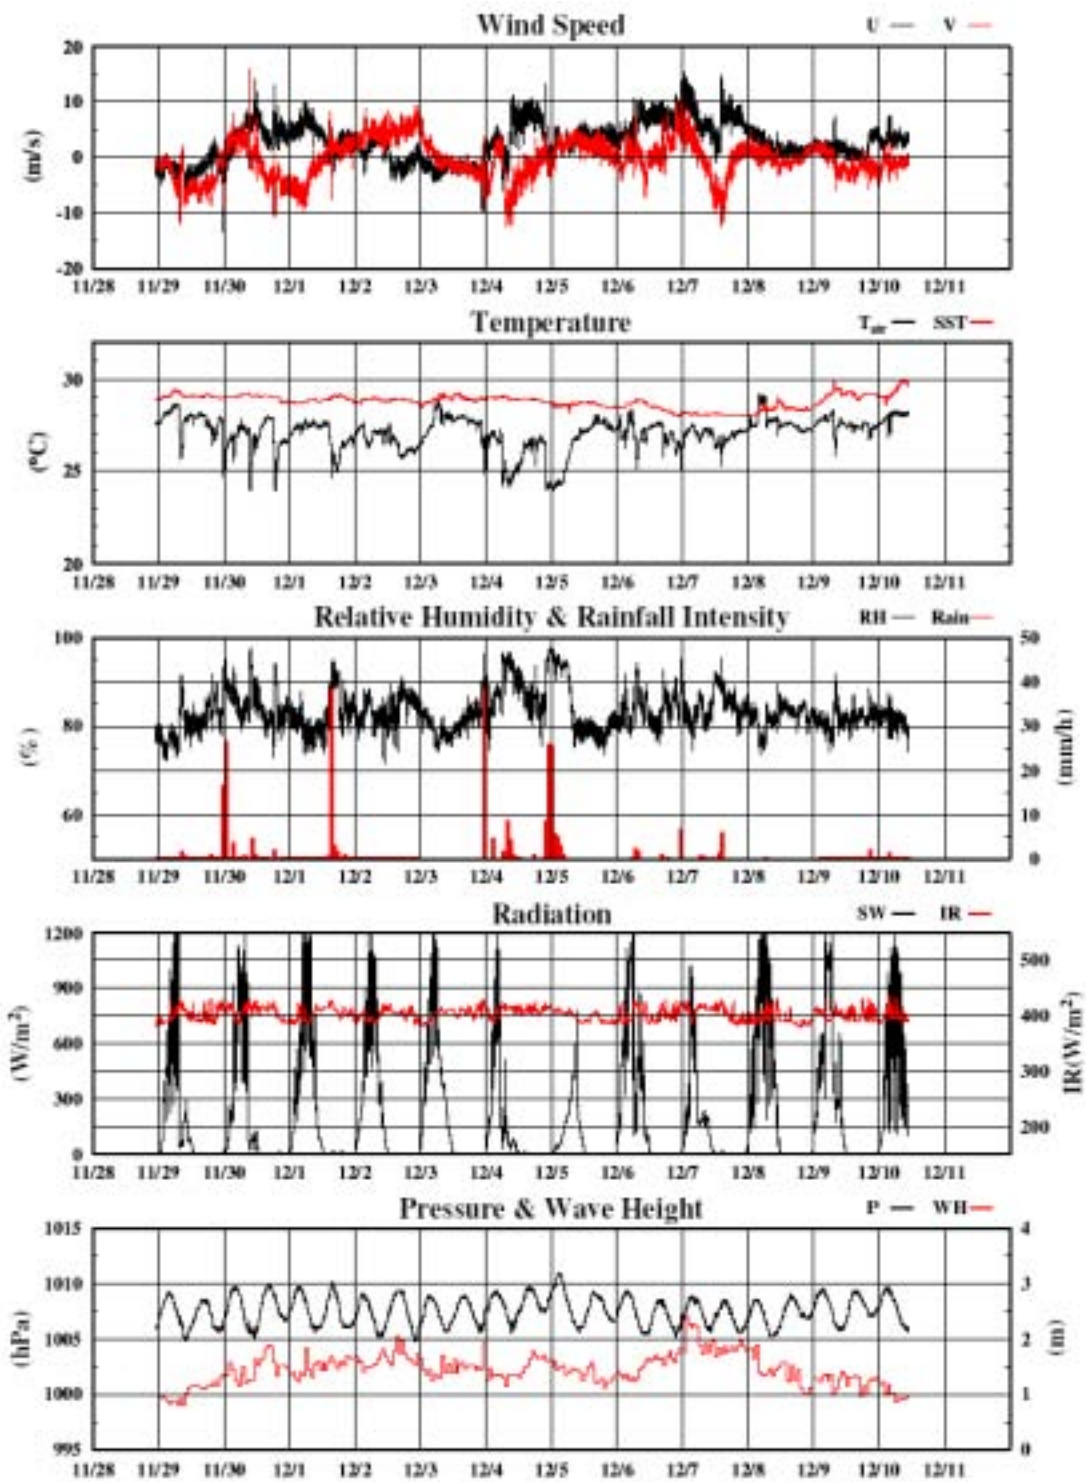 Wind Speed U V
20
10
0
-10
-20
(m/s)
11/28 11/29 11/30 12/1 12/2 12/3 12/4 12/5 12/6 12/7 12/8 12/9 12/10 12/11
Temperature Tair SST
30
25
20
(°C)
11/28 11/29 11/30 12/1 12/2 12/3 12/4 12/5 12/6 12/7 12/8 12/9 12/10 12/11
Relative Humidity & Rainfall Intensity RH Rain
100 50
40
80 30
20
60 10
0
(%) (mm/h)
11/28 11/29 11/30 12/1 12/2 12/3 12/4 12/5 12/6 12/7 12/8 12/9 12/10 12/11
Radiation SW IR
1200
900
600
300
0
500
400
300
200
(W/m²) IR(W/m²)
11/28 11/29 11/30 12/1 12/2 12/3 12/4 12/5 12/6 12/7 12/8 12/9 12/10 12/11
Pressure & Wave Height P WH
1015 4
1010 3
1005 2
1000 1
995 0
(hPa) (m)
11/28 11/29 11/30 12/1 12/2 12/3 12/4 12/5 12/6 12/7 12/8 12/9 12/10 12/11